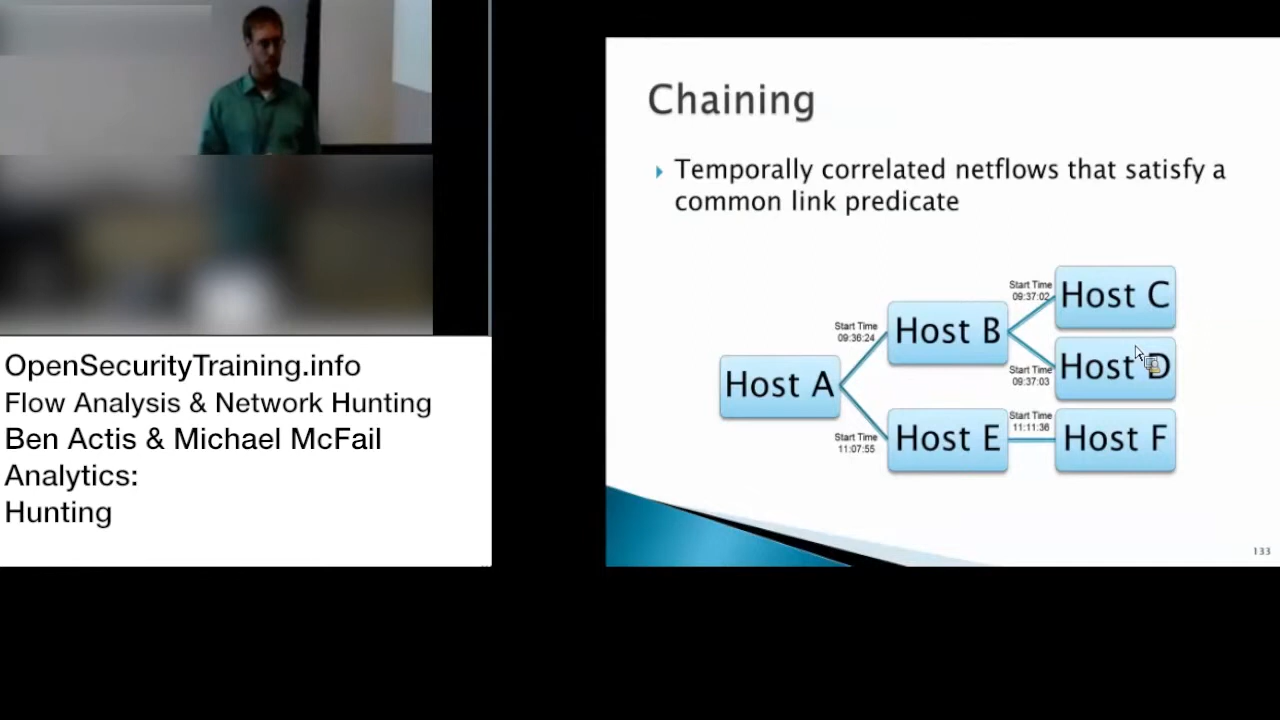 OpenSecurityTraining.info
Flow Analysis & Network Hunting
Ben Actis & Michael McFail
Analytics:
Hunting
Chaining
Temporally correlated netflows that satisfy a
common link predicate
Host A
Start Time
09:36:24
Host B
Start Time
09:37:02
Host C
Start Time
09:37:03
Host D
Start Time
11:07:55
Host E
Start Time
11:11:36
Host F
133